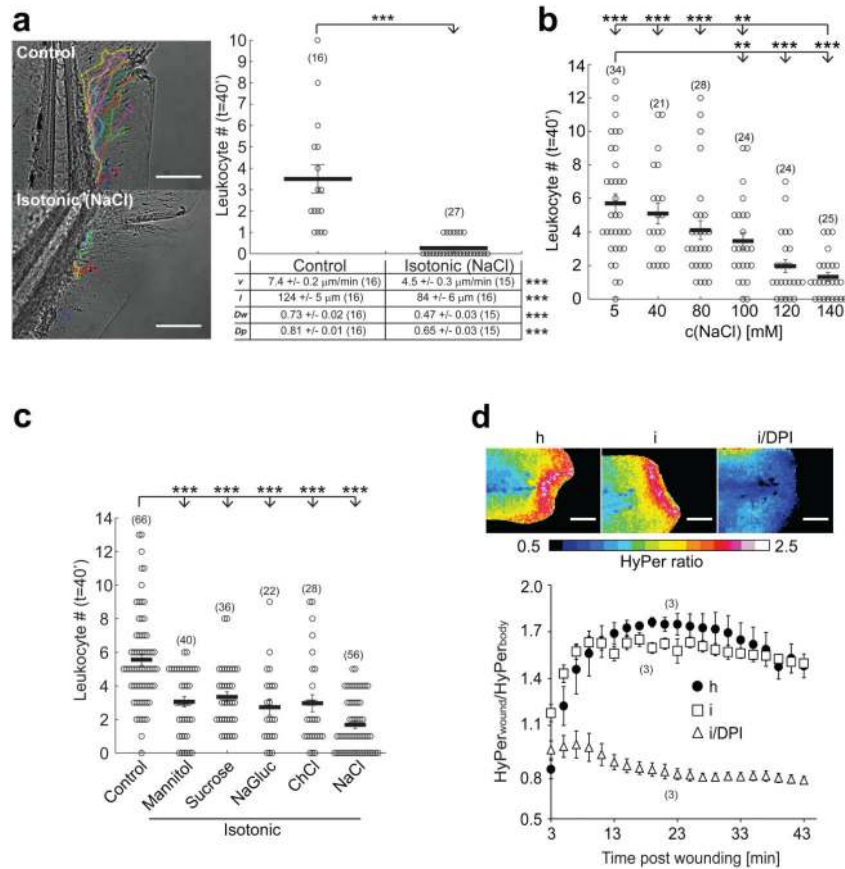 a
Control
Isotonic (NaCl)
***
Leukocyte # (t=40')
10
9
8
7
6
5
4
3
2
1
0
(16)
(27)
Control Isotonic (NaCl)
v 7.4 +/- 0.2 µm/min (16) 4.5 +/- 0.3 µm/min (15) ***
l 124 +/- 5 µm (16) 84 +/- 6 µm (16) ***
Dw 0.73 +/- 0.02 (16) 0.47 +/- 0.03 (15) ***
Dp 0.81 +/- 0.01 (16) 0.65 +/- 0.03 (15) ***
b
*** *** *** **
** *** ***
Leukocyte # (t=40')
14
12
10
8
6
4
2
0
(34) (21) (28) (24) (24) (25)
5 40 80 100 120 140
c(NaCl) [mM]
c
*** *** *** *** ***
Leukocyte # (t=40')
14
12
10
8
6
4
2
0
(66) (40) (36) (22) (28) (56)
Control Mannitol Sucrose NaGluc ChCl NaCl
Isotonic
d
h i i/DPI
0.5 2.5
HyPer ratio
HyPerwound/HyPerbody
2.0
1.7
1.4
1.1
0.8
0.5
(3)
(3)
(3)
h
i
i/DPI
3 13 23 33 43
Time post wounding [min]